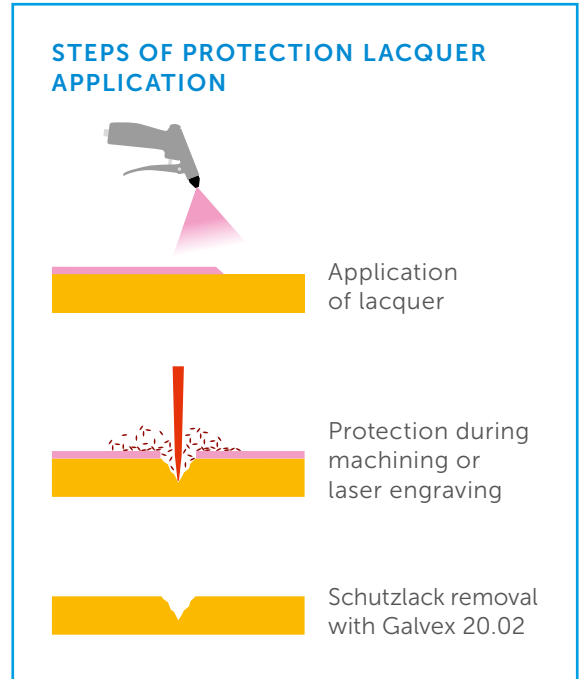 STEPS OF PROTECTION LACQUER
APPLICATION
Application
of lacquer
Protection during
machining or
laser engraving
Schutzlack removal
with Galvex 20.02